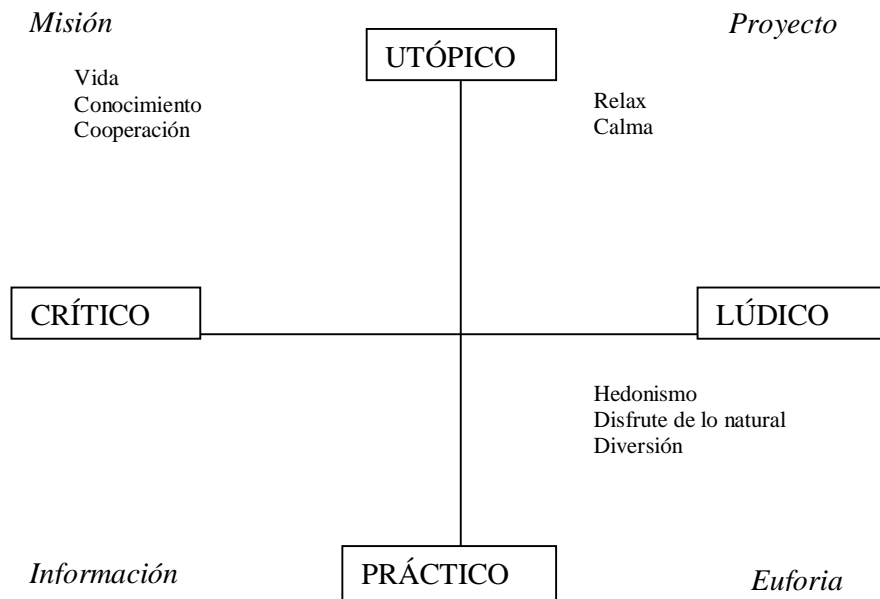 Misión
Proyecto
UTÓPICO
Vida
Conocimiento
Cooperación
Relax
Calma
CRÍTICO
LÚDICO
Hedonismo
Disfrute de lo natural
Diversión
Información
PRÁCTICO
Euforia